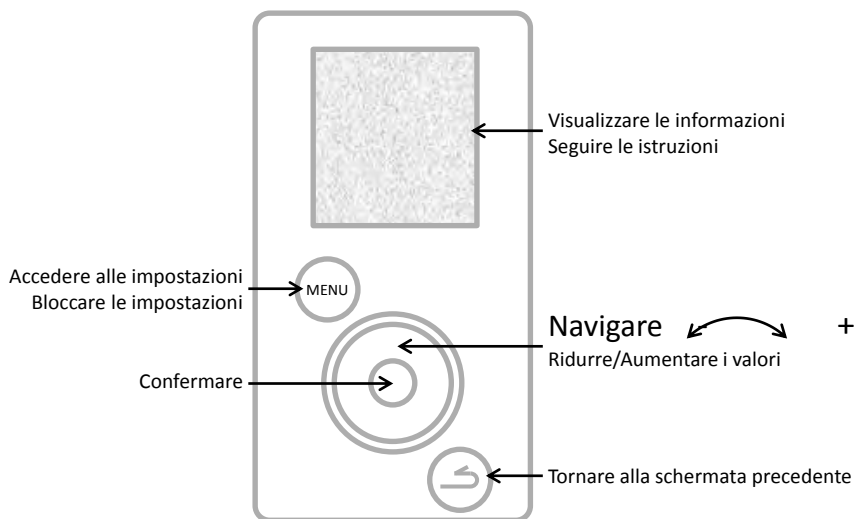 Visualizzare le informazioni
Seguire le istruzioni
Accedere alle impostazioni
Bloccare le impostazioni
MENU
Navigare - +
Ridurre/Aumentare i valori
Confermare
Tornare alla schermata precedente